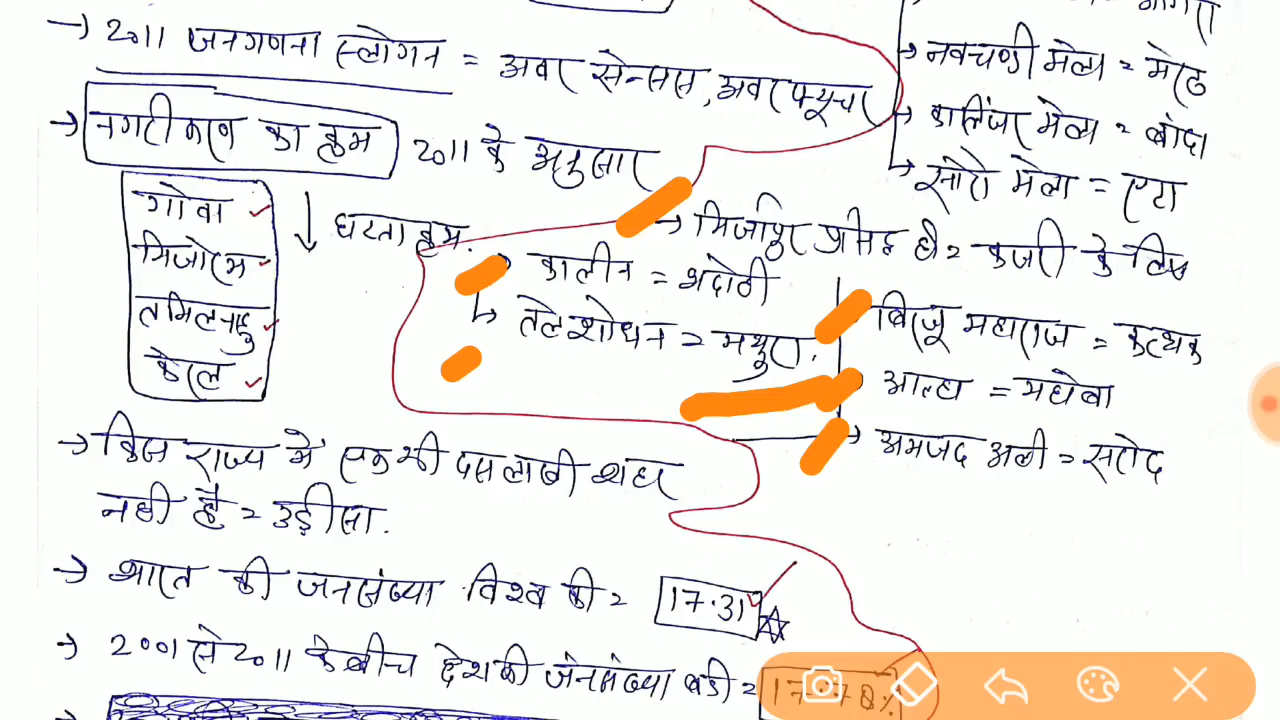 → 2011 जनगणना स्लोगन = अवर सेन्सस, अवर फ्यूचर
→ नगरीकरण का क्रम 2011 के अनुसार
गोवा ✓
मिजोरम ✓
तमिलनाडु ✓
केरल ✓
↓ घटता क्रम.
→ किस राज्य में एक भी दस लाखी शहर
नहीं है = उड़ीसा.
→ भारत की जनसंख्या विश्व की = 17.31
→ 2001 से 2011 के बीच देश की जनसंख्या बढी =
→ नवचण्डी मेला = मेरठ
→ कालिंजर मेला = बांदा
→ सोरो मेला = एटा
→ मिर्जापुर प्रसिद्ध है = कजरी के लिए
कालीन = भदोही
↳ तेलशोधन = मथुरा.
बिरजू महाराज = कत्थक
आल्हा = महोबा
→ अमजद अली = सरोद